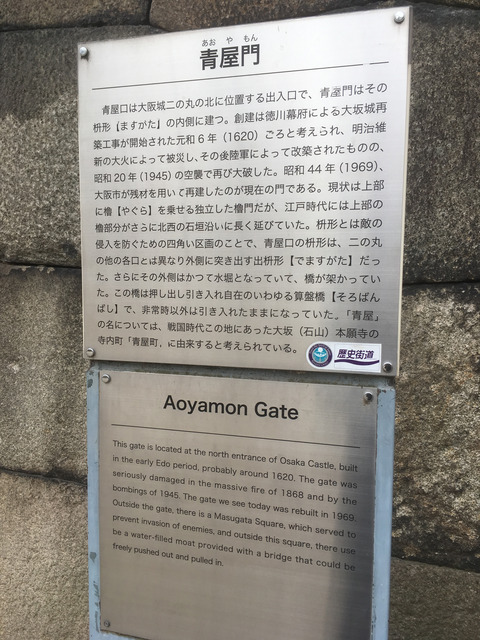 あお や もん
青屋門
青屋口は大阪城二の丸の北に位置する出入口で、青屋門はその
枡形【ますがた】の内側に建つ。創建は徳川幕府による大坂城再
築工事が開始された元和6年（1620）ごろと考えられ、明治維
新の大火によって被災し、その後陸軍によって改築されたものの、
昭和20年（1945）の空襲で再び大破した。昭和44年（1969）、
大阪市が残材を用いて再建したのが現在の門である。現状は上部
に櫓【やぐら】を乗せる独立した櫓門だが、江戸時代には上部の
櫓部分がさらに北西の石垣沿いに長く延びていた。枡形とは敵の
侵入を防ぐための四角い区画のことで、青屋口の枡形は、二の丸
の他の各口とは異なり外側に突き出す出枡形【でますがた】だっ
た。さらにその外側はかつて水堀となっていて、橋が架かってい
た。この橋は押し出し引き入れ自在のいわゆる算盤橋【そろばん
ばし】で、非常時以外は引き入れたままになっていた。「青屋」
の名については、戦国時代この地にあった大坂（石山）本願寺の
寺内町「青屋町」に由来すると考えられている。
歴史街道
Aoyamon Gate
This gate is located at the north entrance of Osaka Castle, built
in the early Edo period, probably around 1620. The gate was
seriously damaged in the massive fire of 1868 and by the
bombings of 1945. The gate we see today was rebuilt in 1969.
Outside the gate, there is a Masugata Square, which served to
prevent invasion of enemies, and outside this square, there use
be a water-filled moat provided with a bridge that could be
freely pushed out and pulled in.